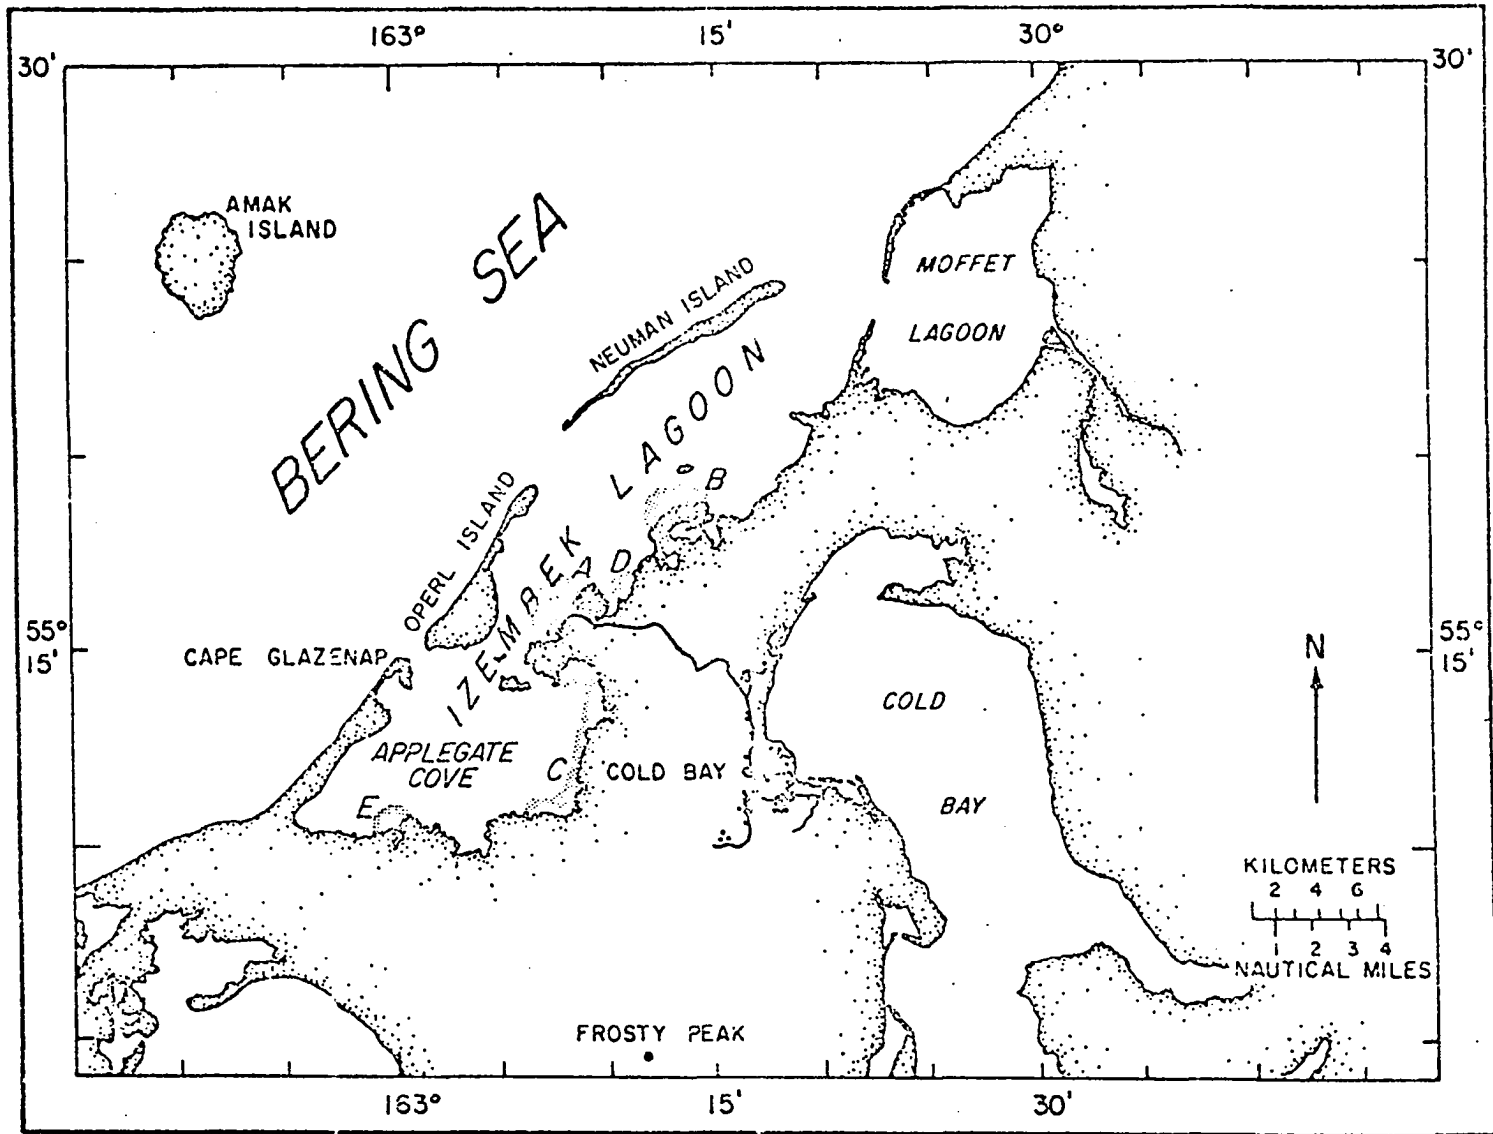 163° 15' 30°
30' 30'
AMAK
ISLAND
BERING SEA
MOFFET
LAGOON
NEUMAN ISLAND
IZEMBEK LAGOON
B
OPERL ISLAND
A D
55°
15'
55°
15'
CAPE GLAZENAP
N
COLD
BAY
APPLEGATE
COVE
C
COLD BAY
E
KILOMETERS
2 4 6
1 2 3 4
NAUTICAL MILES
FROSTY PEAK
163° 15' 30'